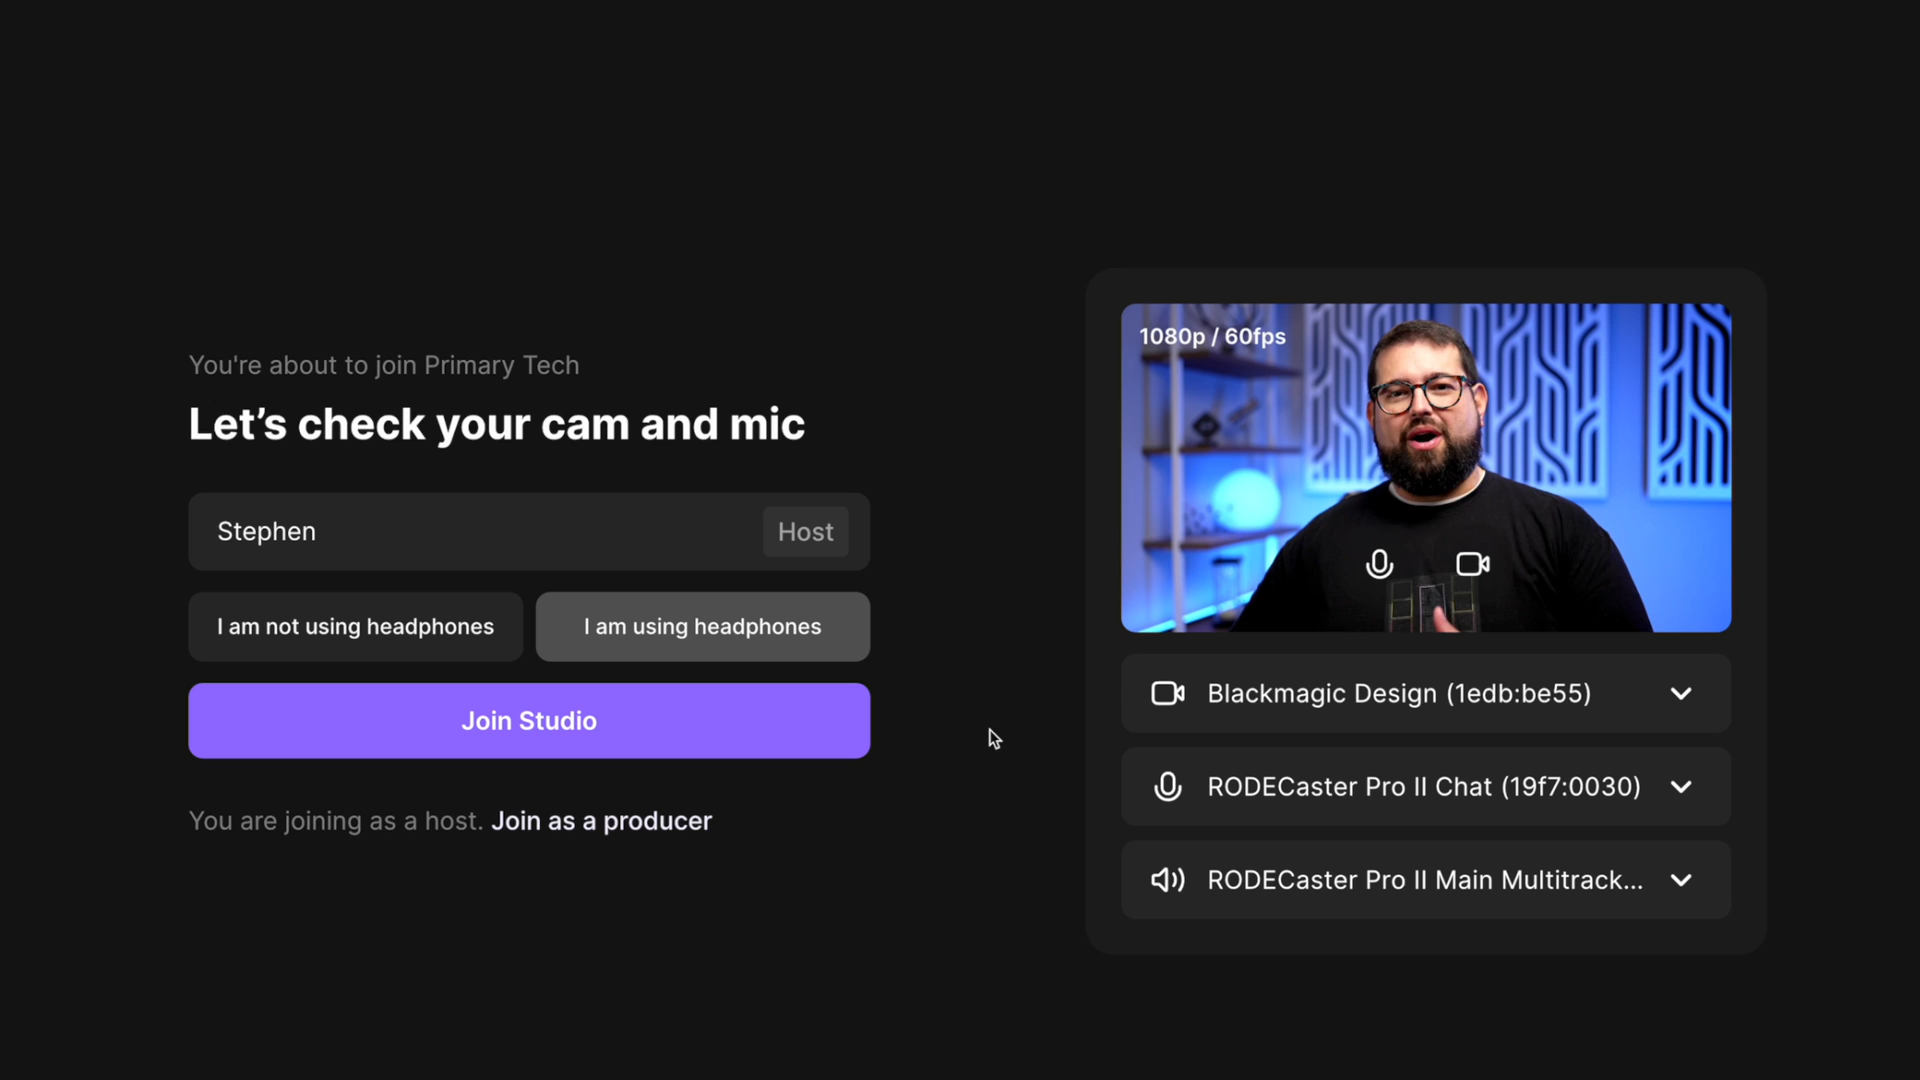 You're about to join Primary Tech
Let’s check your cam and mic
Stephen
Host
I am not using headphones
I am using headphones
Join Studio
You are joining as a host. Join as a producer
1080p / 60fps
Blackmagic Design (1edb:be55)
RODECaster Pro II Chat (19f7:0030)
RODECaster Pro II Main Multitrack...